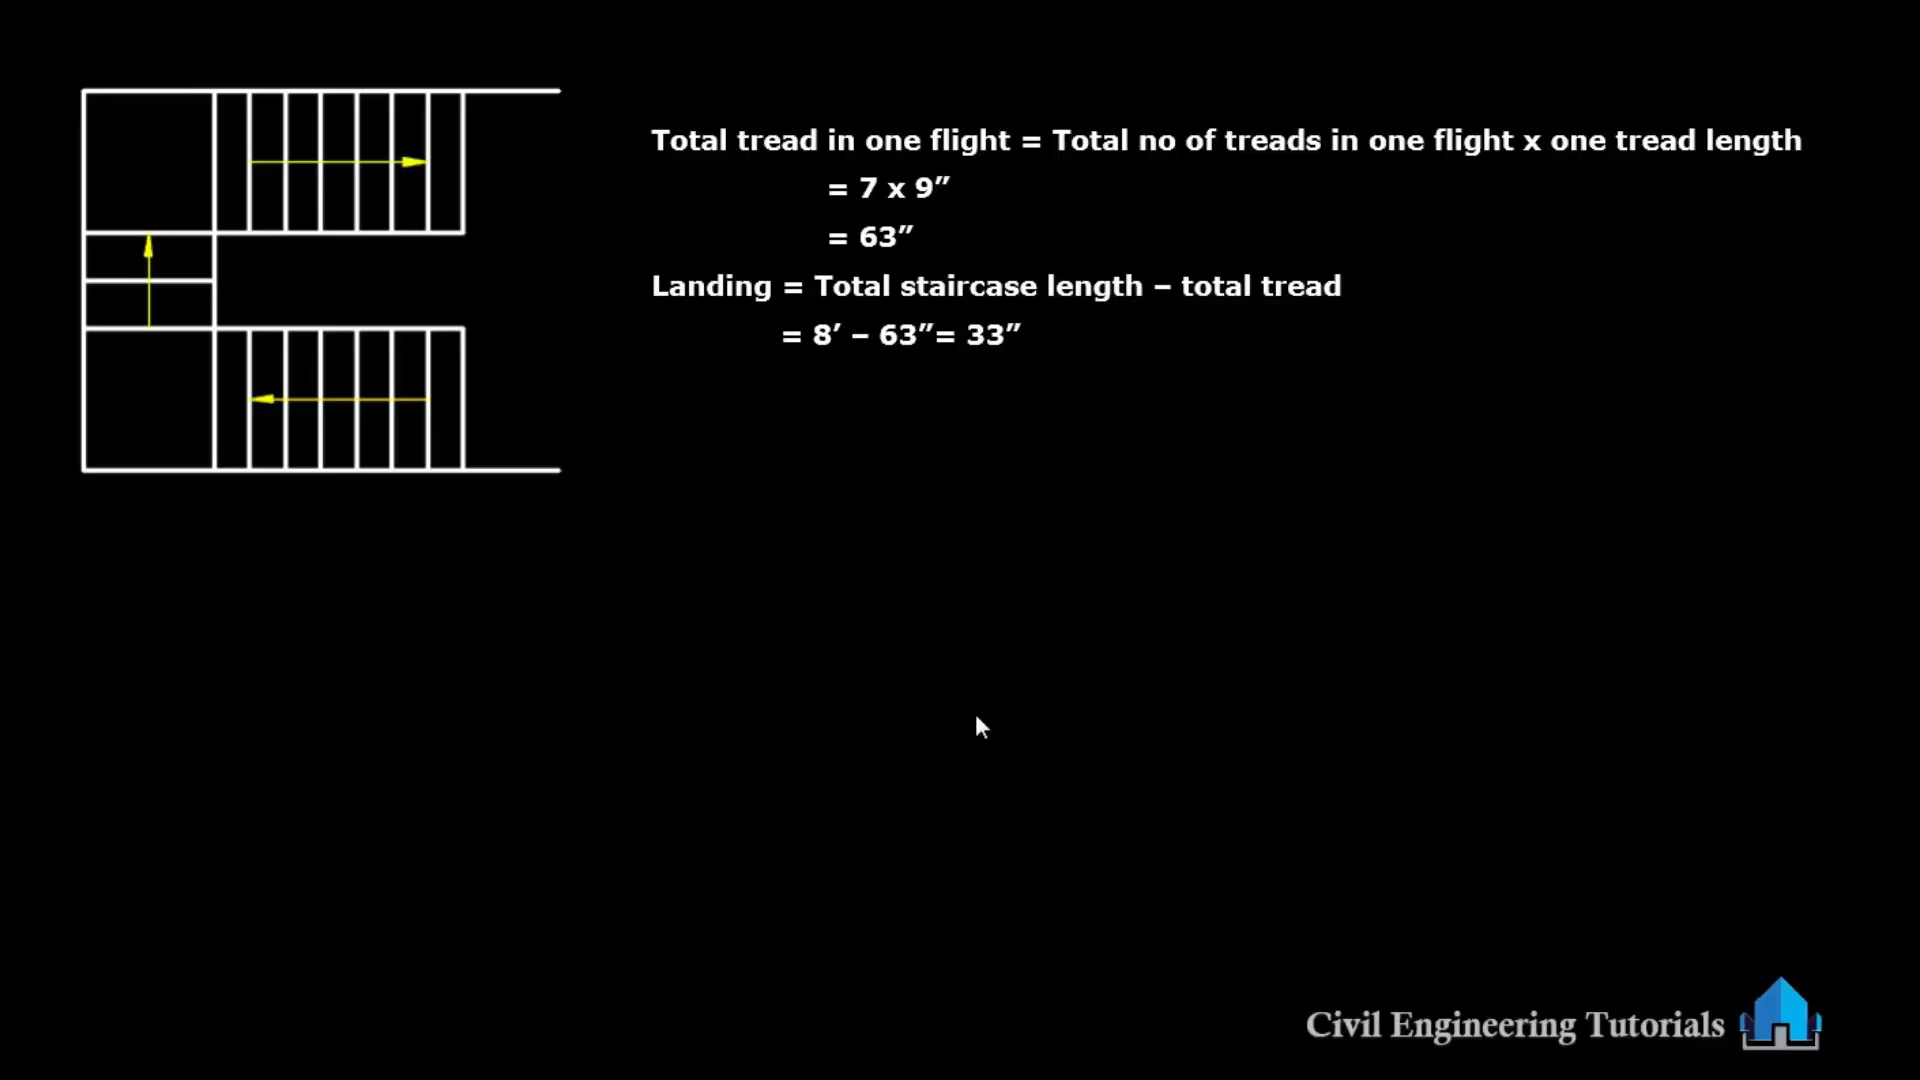 Total tread in one flight = Total no of treads in one flight x one tread length
= 7 x 9”
= 63”
Landing = Total staircase length – total tread
= 8’ – 63”= 33”
Civil Engineering Tutorials